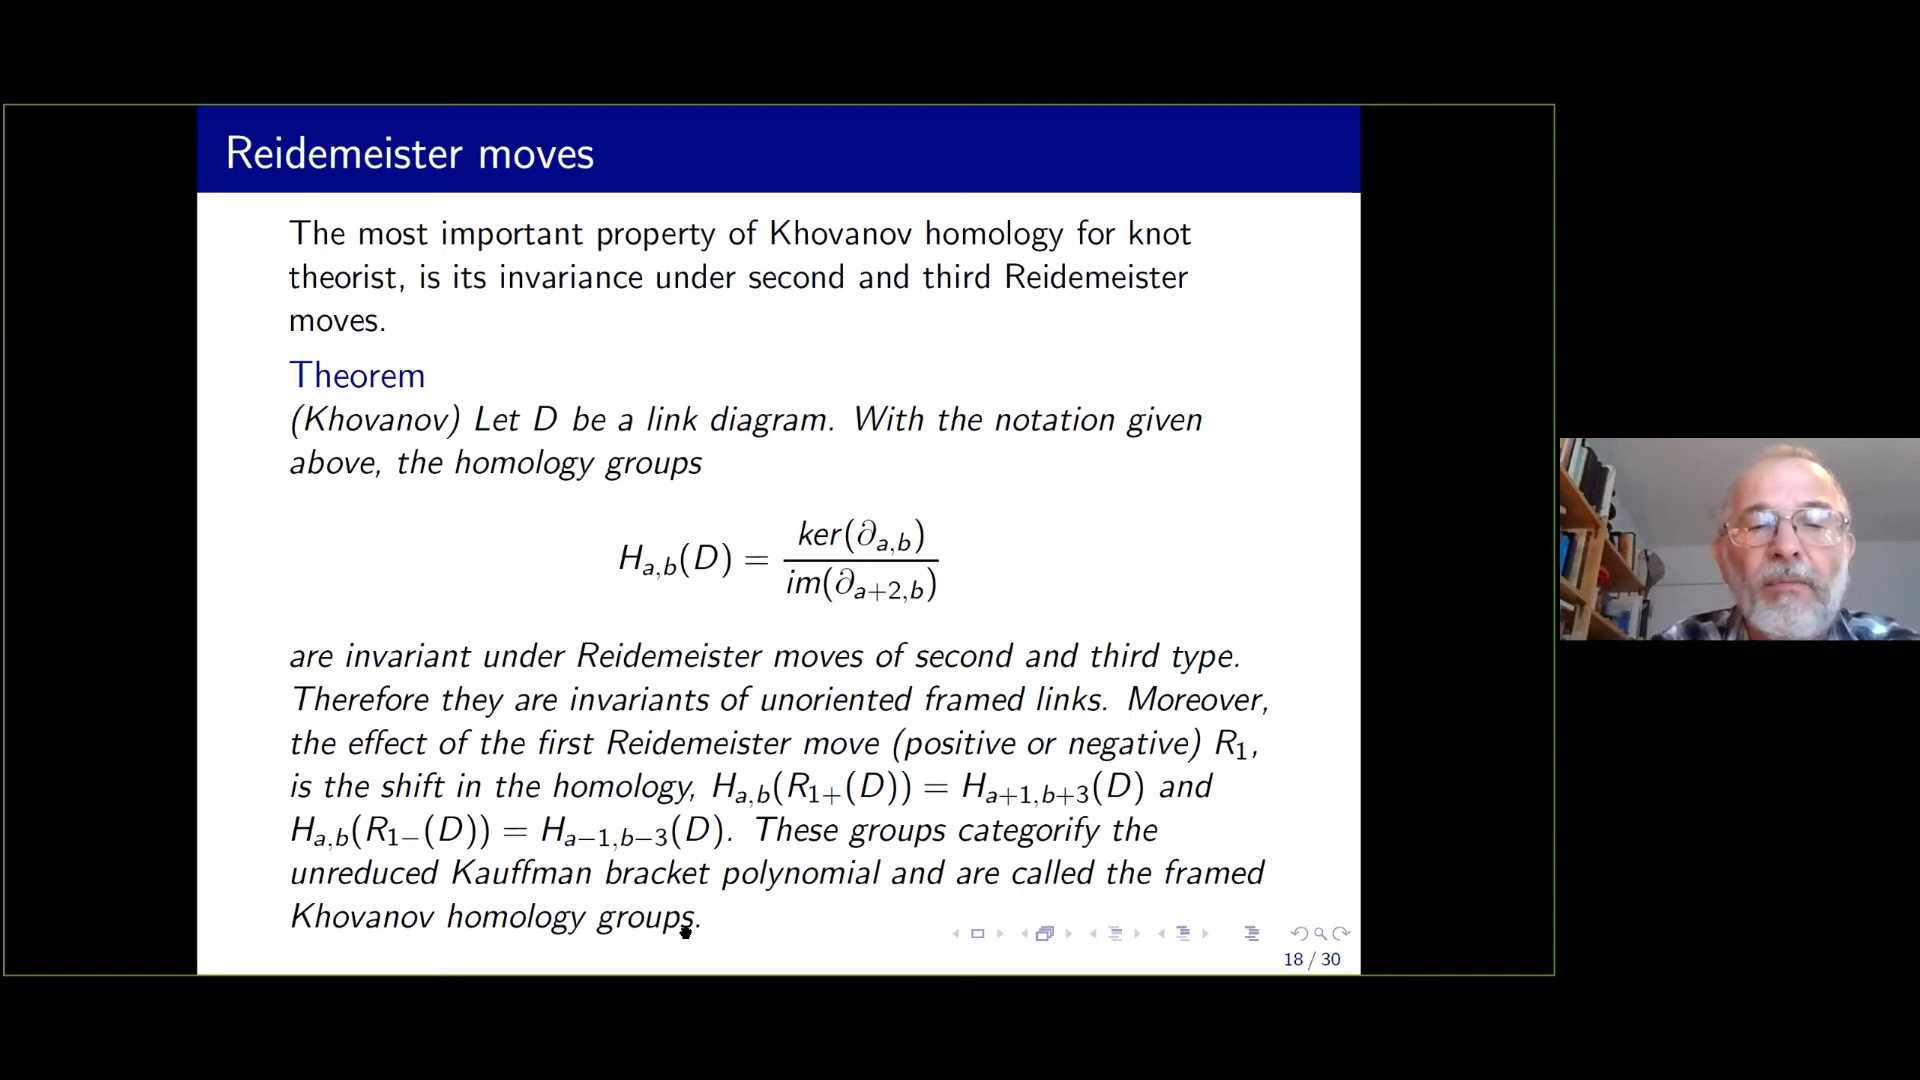 Reidemeister moves
The most important property of Khovanov homology for knot
theorist, is its invariance under second and third Reidemeister
moves.
Theorem
(Khovanov) Let D be a link diagram. With the notation given
above, the homology groups
H_{a,b}(D) = \frac{ker(∂_{a,b})}{im(∂_{a+2,b})}
are invariant under Reidemeister moves of second and third type.
Therefore they are invariants of unoriented framed links. Moreover,
the effect of the first Reidemeister move (positive or negative) R_1,
is the shift in the homology, H_{a,b}(R_{1+}(D)) = H_{a+1,b+3}(D) and
H_{a,b}(R_{1−}(D)) = H_{a−1,b−3}(D). These groups categorify the
unreduced Kauffman bracket polynomial and are called the framed
Khovanov homology groups.
18 / 30